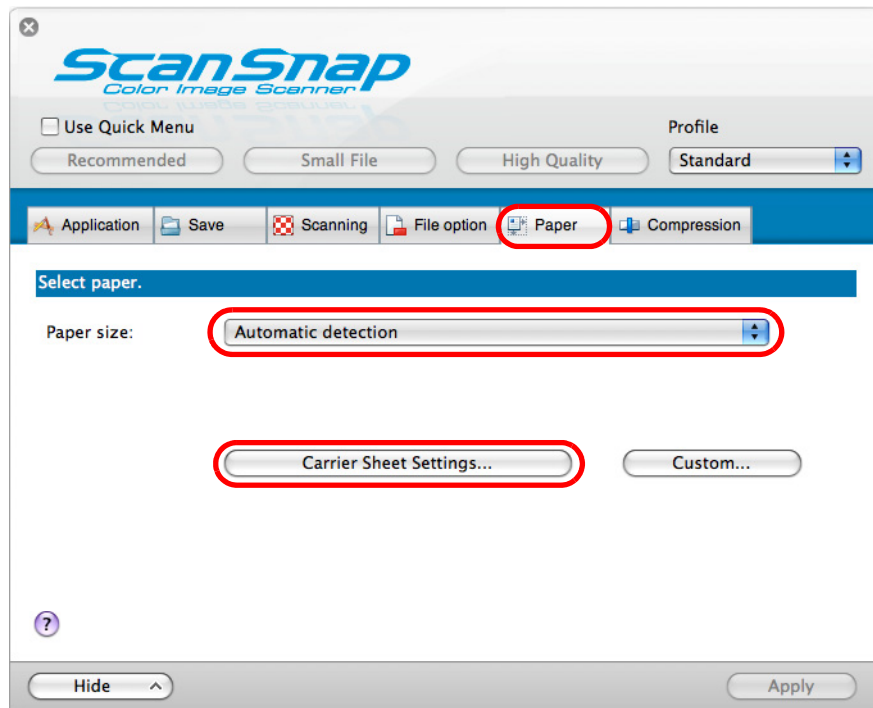 ScanSnap
Color Image Scanner
Use Quick Menu
Profile
Recommended Small File High Quality Standard
Application Save Scanning File option Paper Compression
Select paper.
Paper size: Automatic detection
Carrier Sheet Settings... Custom...
?
Hide Apply